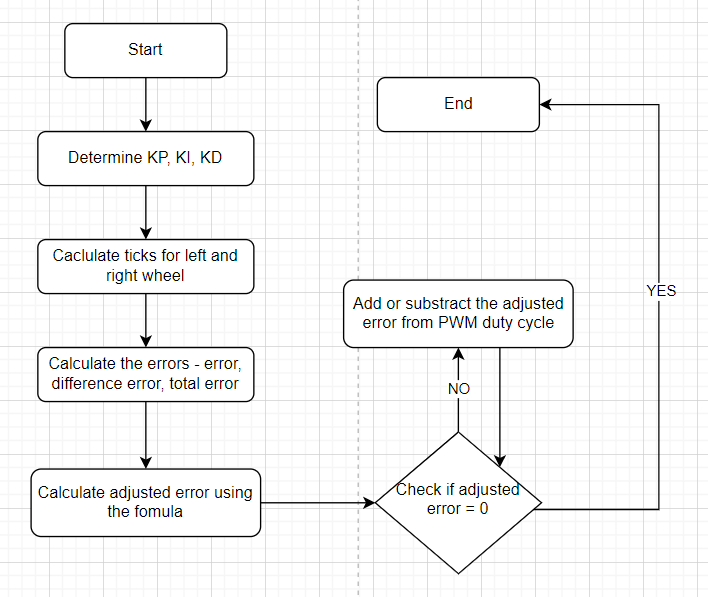 Start
Determine KP, KI, KD
Caclulate ticks for left and
right wheel
Calculate the errors - error,
difference error, total error
Calculate adjusted error using
the fomula
End
YES
Add or substract the adjusted
error from PWM duty cycle
NO
Check if adjusted
error = 0